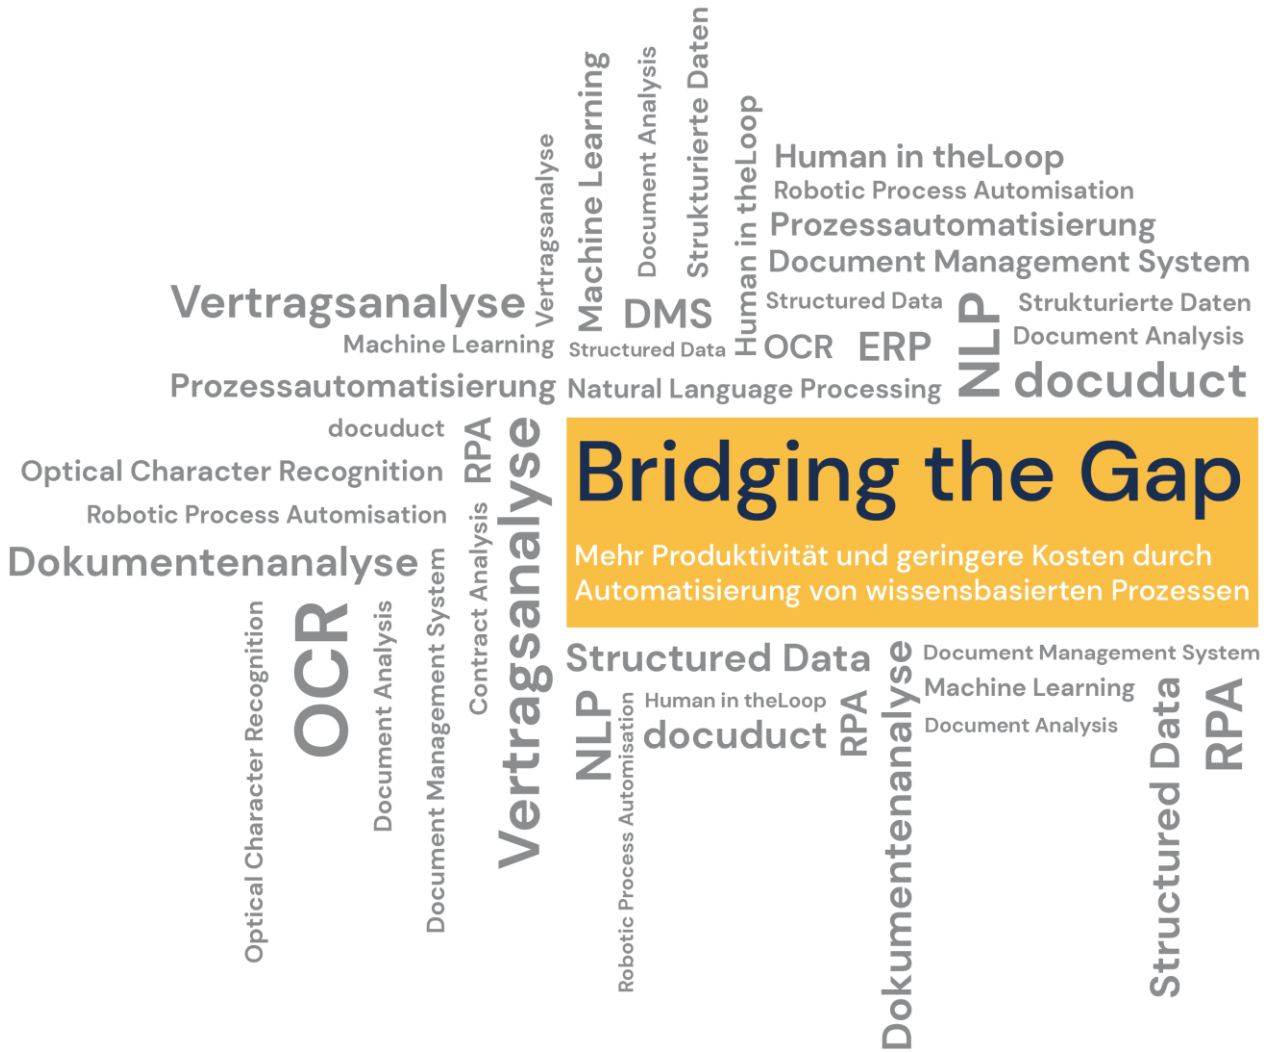 Vertragsanalyse
Machine Learning
Document Analysis
Strukturierte Daten
Human in theLoop
Human in theLoop
Robotic Process Automisation
Prozessautomatisierung
Document Management System
Vertragsanalyse
DMS
Structured Data
NLP
Strukturierte Daten
Machine Learning
Structured Data
OCR
ERP
Document Analysis
Prozessautomatisierung
Natural Language Processing
docuduct
docuduct
RPA
Vertragsanalyse
Bridging the Gap
Optical Character Recognition
Robotic Process Automisation
Contract Analysis
Mehr Produktivität und geringere Kosten durch
Automatisierung von wissensbasierten Prozessen
Dokumentenanalyse
Optical Character Recognition
OCR
Document Analysis
Document Management System
Structured Data
Dokumentenanalyse
Document Management System
NLP
Robotic Process Automisation
Human in theLoop
docuduct
RPA
Machine Learning
Document Analysis
Structured Data
RPA